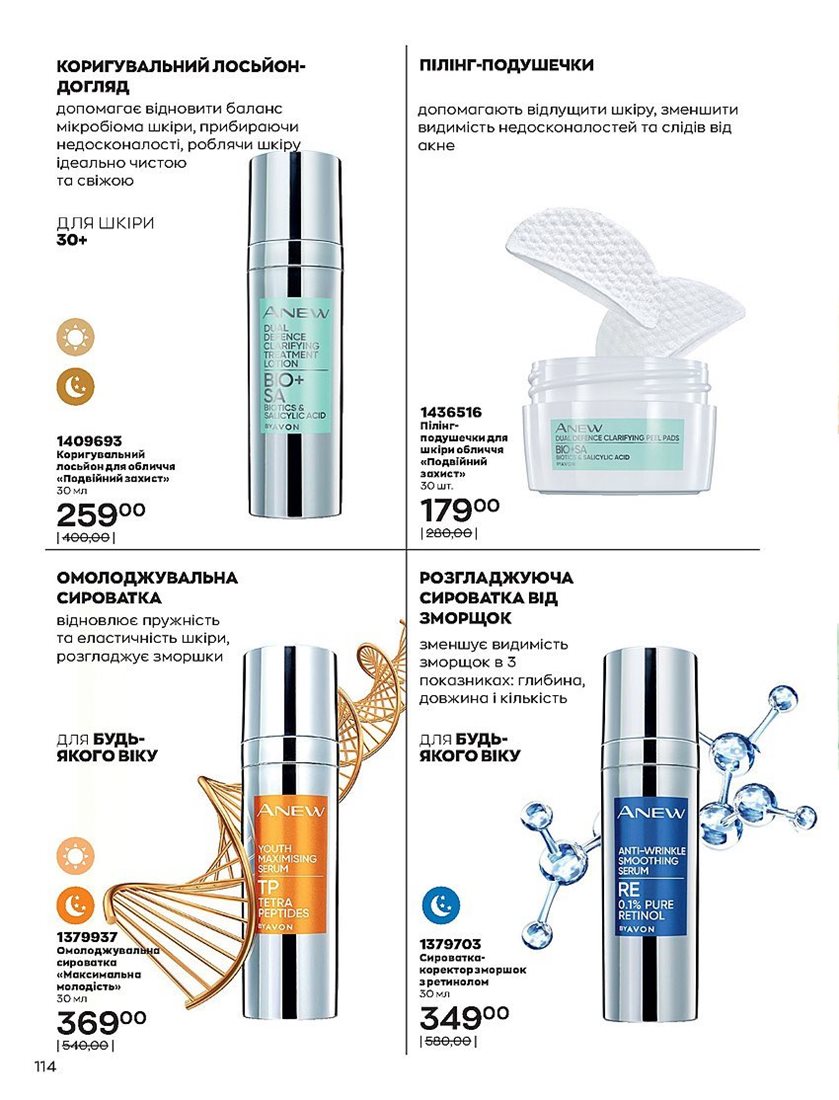 КОРИГУВАЛЬНИЙ ЛОСЬЙОН-
ДОГЛЯД
допомагає відновити баланс
мікробіома шкіри, прибираючи
недосконалості, роблячи шкіру
ідеально чистою
та свіжою
ДЛЯ ШКІРИ
30+
ANEW
DUAL
DEFENCE
CLARIFYING
TREATMENT
LOTION
BIO+
SA
BIOTICS &
SALICYLIC ACID
BY AVON
1409693
Коригувальний
лосьйон для обличчя
«Подвійний захист»
30 мл
25900
|400,00|
ПІЛІНГ-ПОДУШЕЧКИ
допомагають відлущити шкіру, зменшити
видимість недосконалостей та слідів від
акне
1436516
Пілінг-
подушечки для
шкіри обличчя
«Подвійний
захист»
30 шт.
17900
|280,00|
ANEW
DUAL DEFENCE CLARIFYING PEEL PADS
BIO+SA
BIOTICS & SALICYLIC ACID
BY AVON
ОМОЛОДЖУВАЛЬНА
СИРОВАТКА
відновлює пружність
та еластичність шкіри,
розгладжує зморшки
ДЛЯ БУДЬ-
ЯКОГО ВІКУ
ANEW
YOUTH
MAXIMISING
SERUM
TP
TETRA
PEPTIDES
BY AVON
1379937
Омолоджувальна
сироватка
«Максимальна
молодість»
30 мл
36900
|540,00|
РОЗГЛАДЖУЮЧА
СИРОВАТКА ВІД
ЗМОРЩОК
зменшує видимість
зморщок в 3
показниках: глибина,
довжина і кількість
ДЛЯ БУДЬ-
ЯКОГО ВІКУ
ANEW
ANTI-WRINKLE
SMOOTHING
SERUM
RE
0.1% PURE
RETINOL
BY AVON
1379703
Сироватка-
коректор зморшок
з ретинолом
30 мл
34900
|580,00|
114